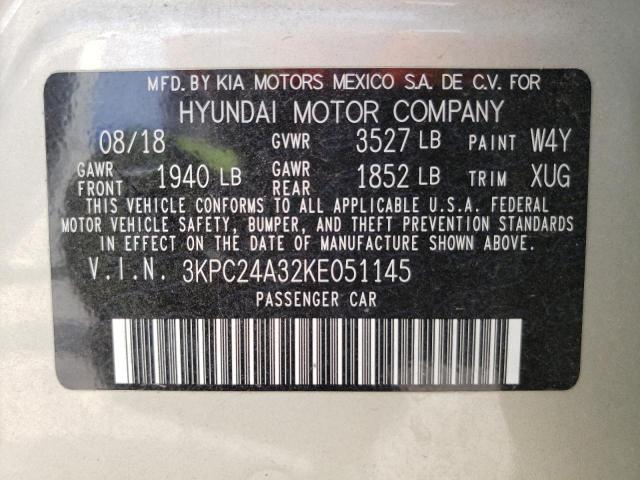 MFD. BY KIA MOTORS MEXICO S.A. DE C.V. FOR
HYUNDAI MOTOR COMPANY
08/18 GVWR 3527 LB PAINT W4Y
GAWR FRONT 1940 LB GAWR REAR 1852 LB TRIM XUG
THIS VEHICLE CONFORMS TO ALL APPLICABLE U.S.A. FEDERAL
MOTOR VEHICLE SAFETY, BUMPER, AND THEFT PREVENTION STANDARDS
IN EFFECT ON THE DATE OF MANUFACTURE SHOWN ABOVE.
V.I.N. 3KPC24A32KE051145
PASSENGER CAR